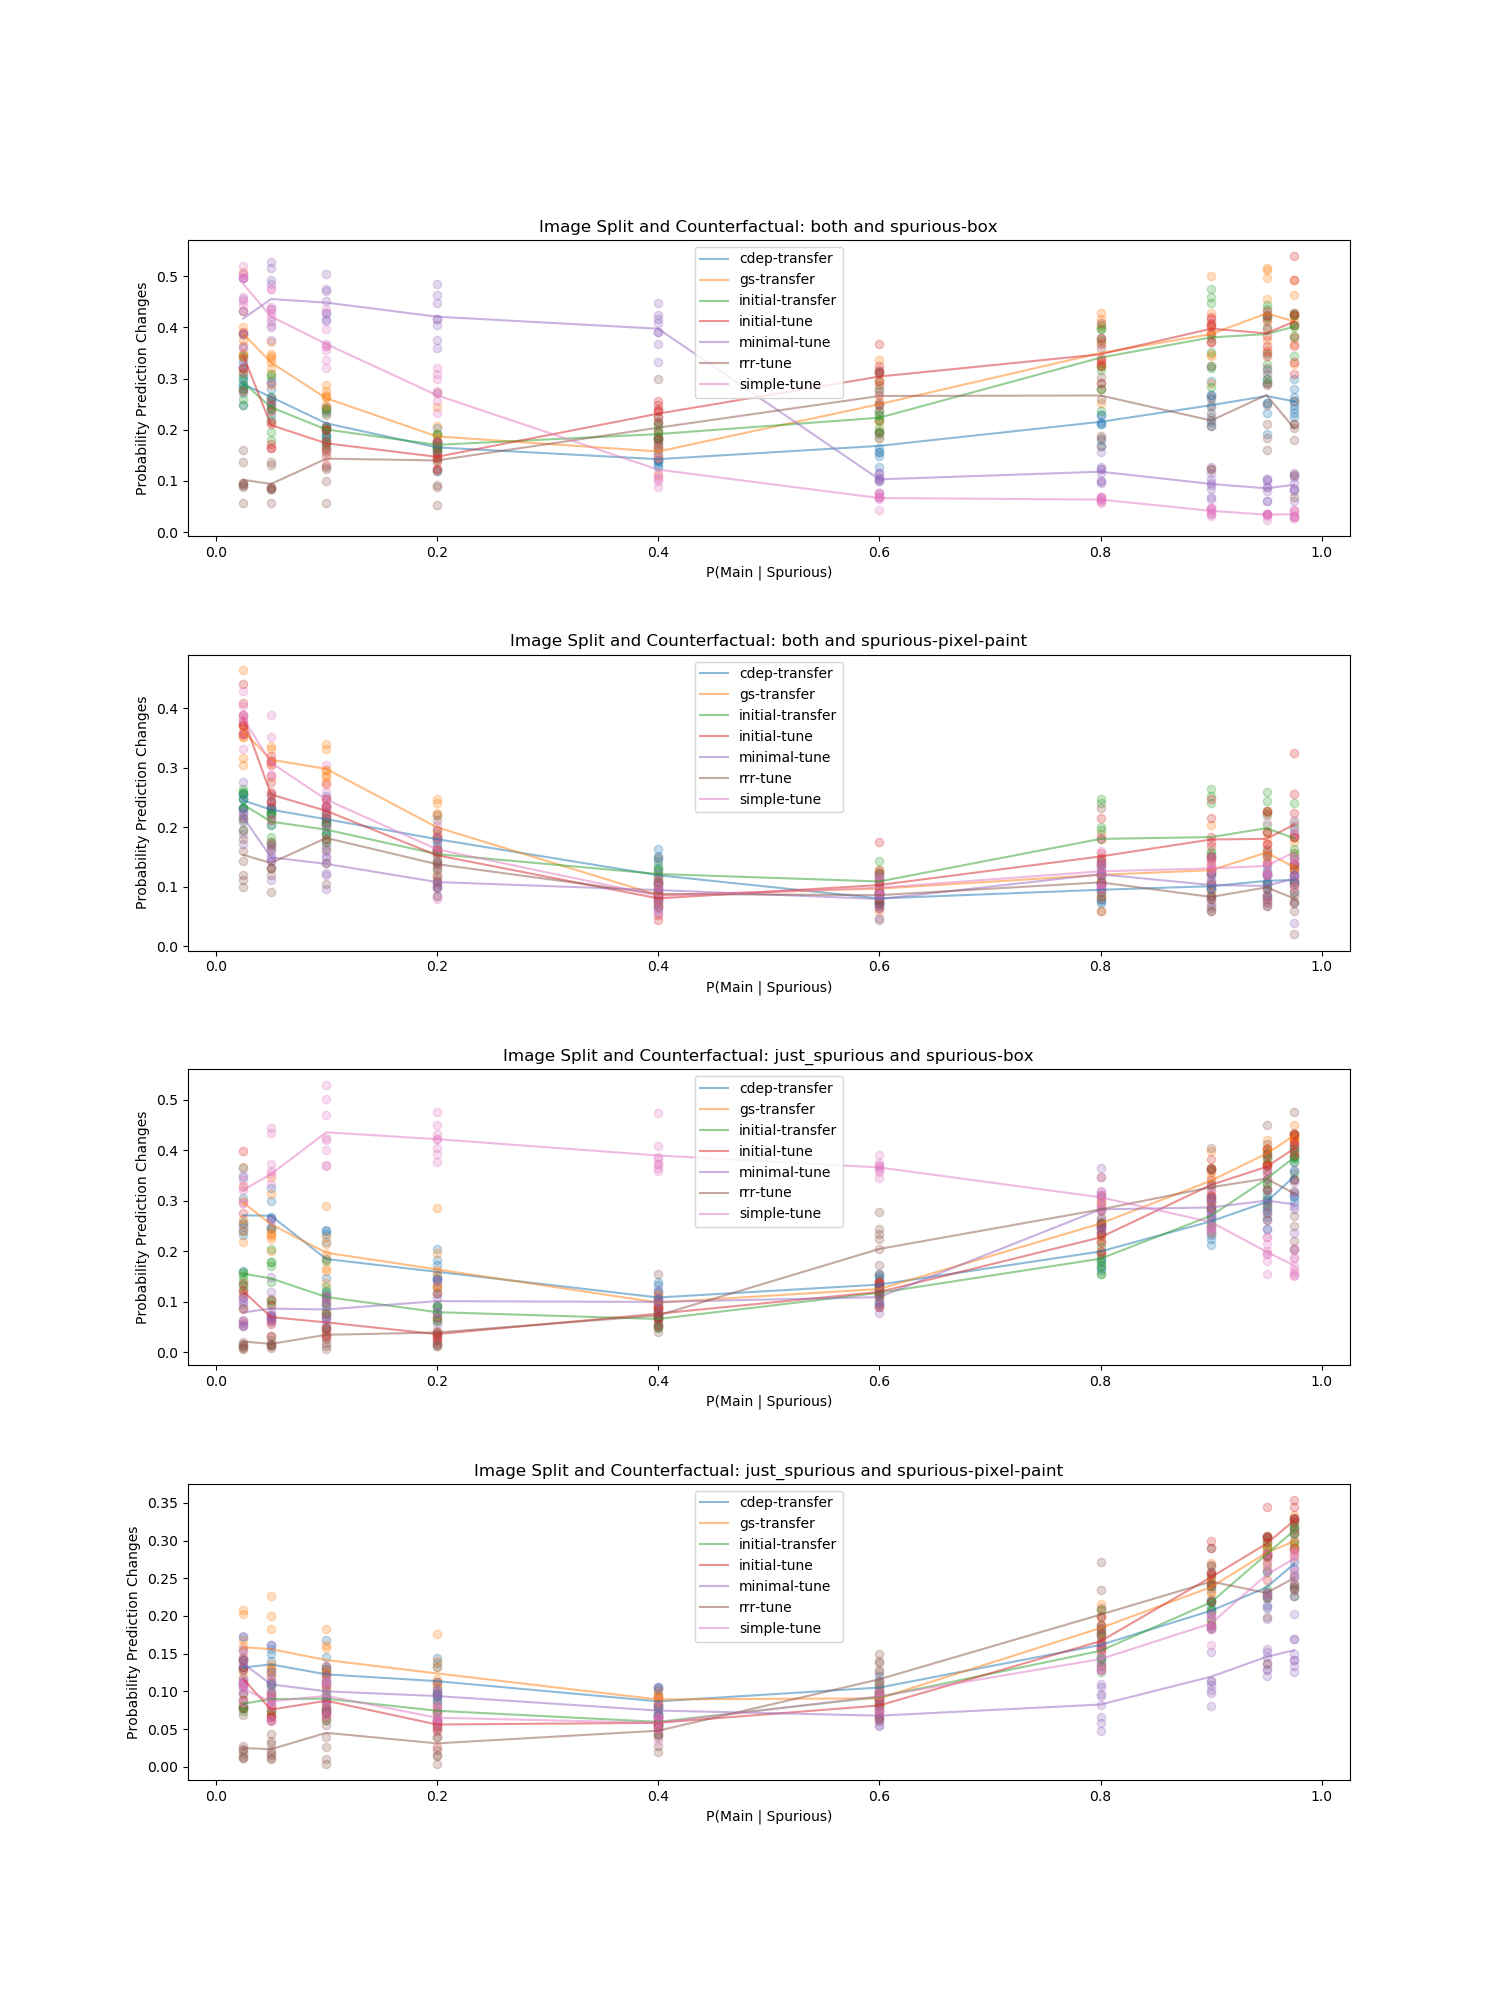 Image Split and Counterfactual: both and spurious-box
Probability Prediction Changes
0.5
0.4
0.3
0.2
0.1
0.0
cdep-transfer
gs-transfer
initial-transfer
initial-tune
minimal-tune
rrr-tune
simple-tune
0.0 0.2 0.4 0.6 0.8 1.0
P(Main | Spurious)
Image Split and Counterfactual: both and spurious-pixel-paint
Probability Prediction Changes
0.4
0.3
0.2
0.1
0.0
cdep-transfer
gs-transfer
initial-transfer
initial-tune
minimal-tune
rrr-tune
simple-tune
0.0 0.2 0.4 0.6 0.8 1.0
P(Main | Spurious)
Image Split and Counterfactual: just_spurious and spurious-box
Probability Prediction Changes
0.5
0.4
0.3
0.2
0.1
0.0
cdep-transfer
gs-transfer
initial-transfer
initial-tune
minimal-tune
rrr-tune
simple-tune
0.0 0.2 0.4 0.6 0.8 1.0
P(Main | Spurious)
Image Split and Counterfactual: just_spurious and spurious-pixel-paint
Probability Prediction Changes
0.35
0.30
0.25
0.20
0.15
0.10
0.05
0.00
cdep-transfer
gs-transfer
initial-transfer
initial-tune
minimal-tune
rrr-tune
simple-tune
0.0 0.2 0.4 0.6 0.8 1.0
P(Main | Spurious)